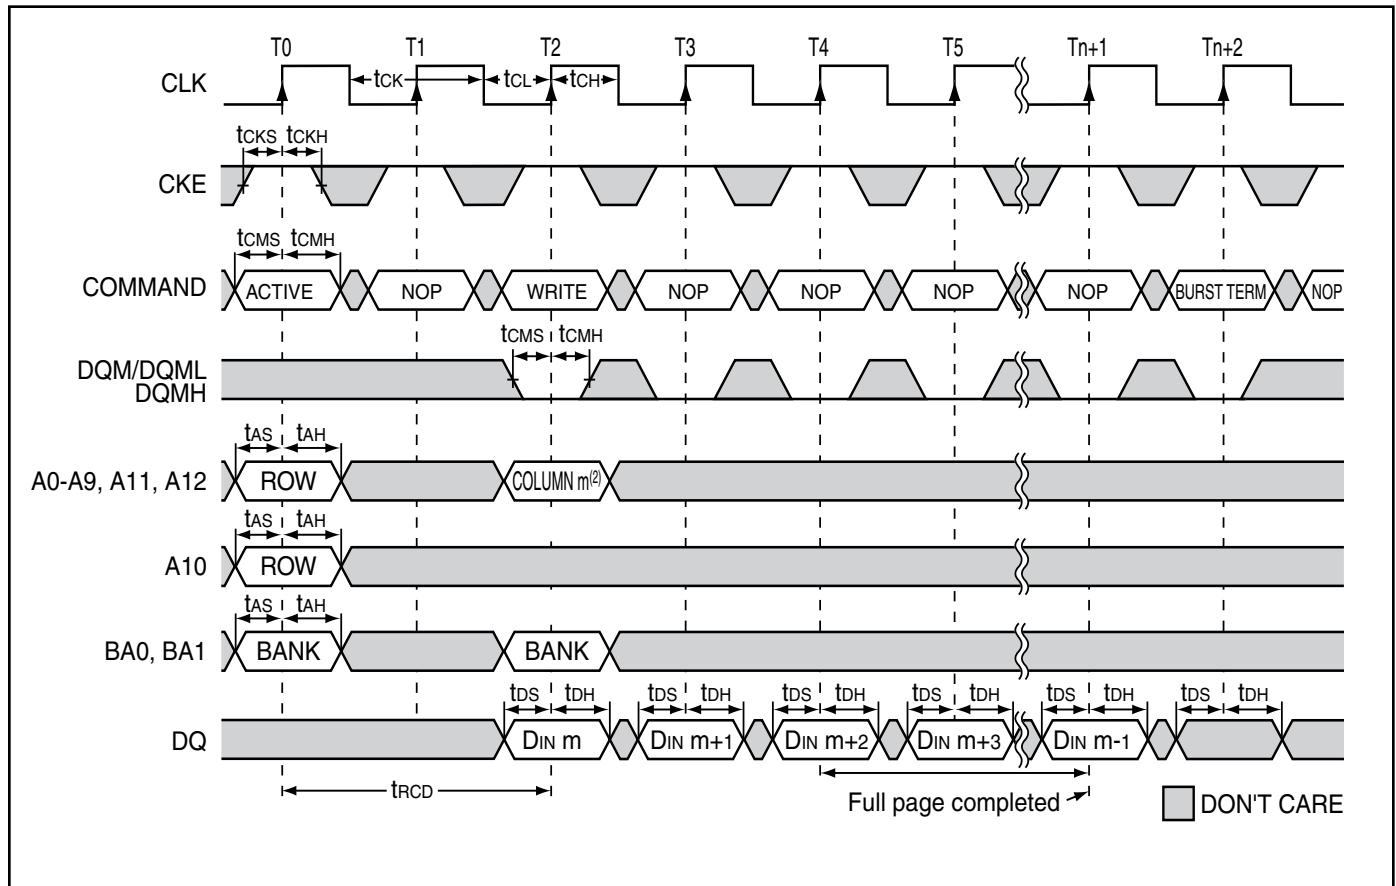 T0 T1 T2 T3 T4 T5 Tn+1 Tn+2
CLK tCK tCL tCH
tCKS tCKH
CKE
tCMS tCMH
COMMAND ACTIVE NOP WRITE NOP NOP NOP NOP BURST TERM NOP
tCMS tCMH
DQM/DQML
DQMH
tAS tAH
A0-A9, A11, A12 ROW COLUMN m(2)
tAS tAH
A10 ROW
tAS tAH
BA0, BA1 BANK BANK
tDS tDH tDS tDH tDS tDH tDS tDH tDS tDH tDS tDH
DQ DIN m DIN m+1 DIN m+2 DIN m+3 DIN m-1
tRCD
Full page completed
DON'T CARE